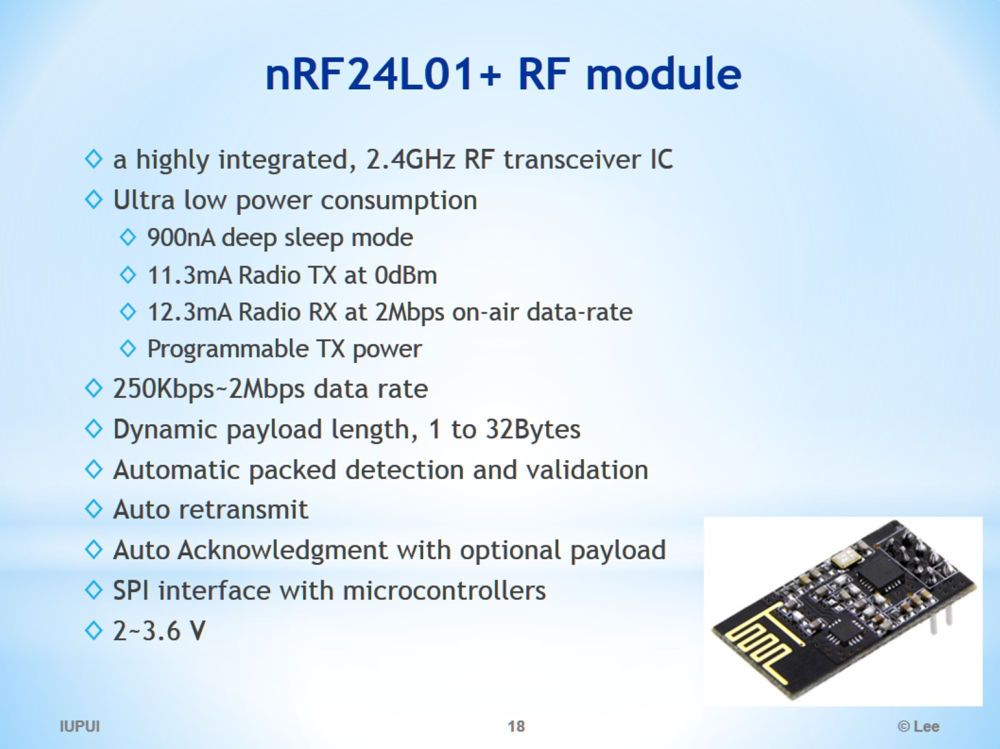 nRF24L01+ RF module
a highly integrated, 2.4GHz RF transceiver IC
Ultra low power consumption
900nA deep sleep mode
11.3mA Radio TX at 0dBm
12.3mA Radio RX at 2Mbps on-air data-rate
Programmable TX power
250Kbps~2Mbps data rate
Dynamic payload length, 1 to 32Bytes
Automatic packed detection and validation
Auto retransmit
Auto Acknowledgment with optional payload
SPI interface with microcontrollers
2~3.6 V
IUPUI
18
© Lee